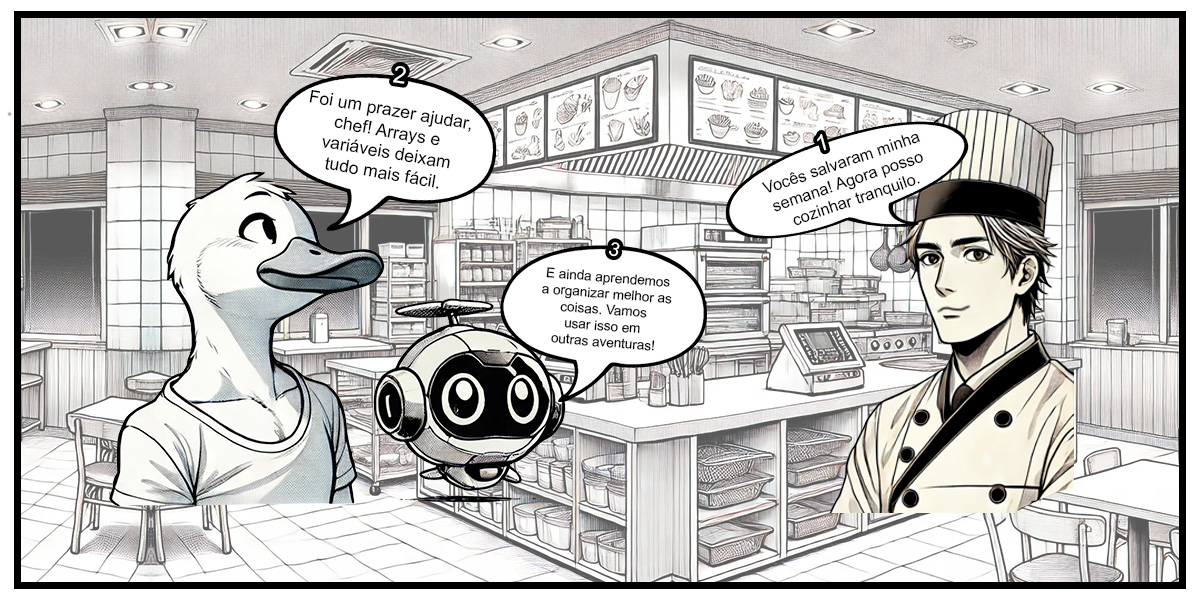 1
Vocês salvaram minha
semana! Agora posso
cozinhar tranquilo.
2
Foi um prazer ajudar,
chef! Arrays e
variáveis deixam
tudo mais fácil.
3
E ainda aprendemos
a organizar melhor as
coisas. Vamos
usar isso em
outras aventuras!